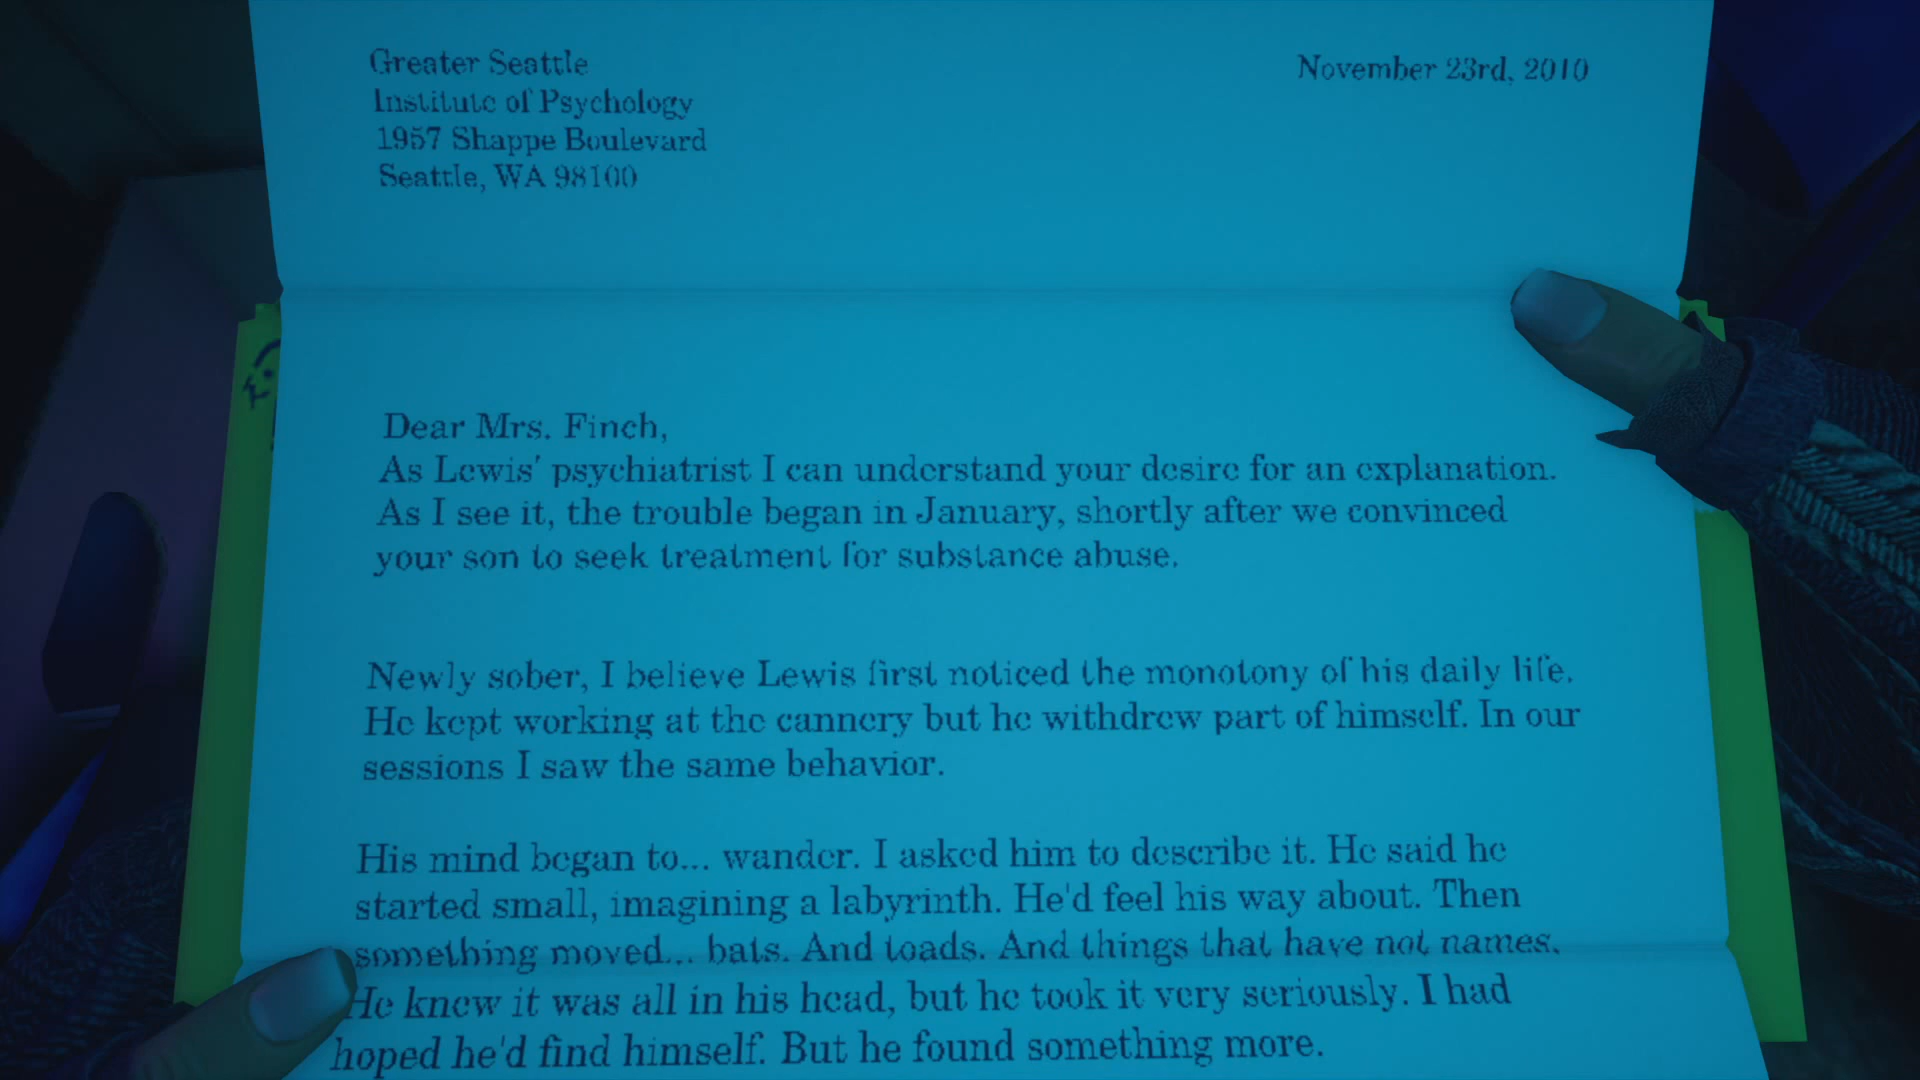 Greater Seattle
November 23rd, 2010
Institute of Psychology
1957 Shappe Boulevard
Seattle, WA 98100
Dear Mrs. Finch,
As Lewis' psychiatrist I can understand your desire for an explanation.
As I see it, the trouble began in January, shortly after we convinced
your son to seek treatment for substance abuse.
Newly sober, I believe Lewis first noticed the monotony of his daily life.
He kept working at the cannery but he withdrew part of himself. In our
sessions I saw the same behavior.
His mind began to... wander. I asked him to describe it. He said he
started small, imagining a labyrinth. He'd feel his way about. Then
something moved... bats. And toads. And things that have not names.
He knew it was all in his head, but he took it very seriously. I had
hoped he'd find himself. But he found something more.